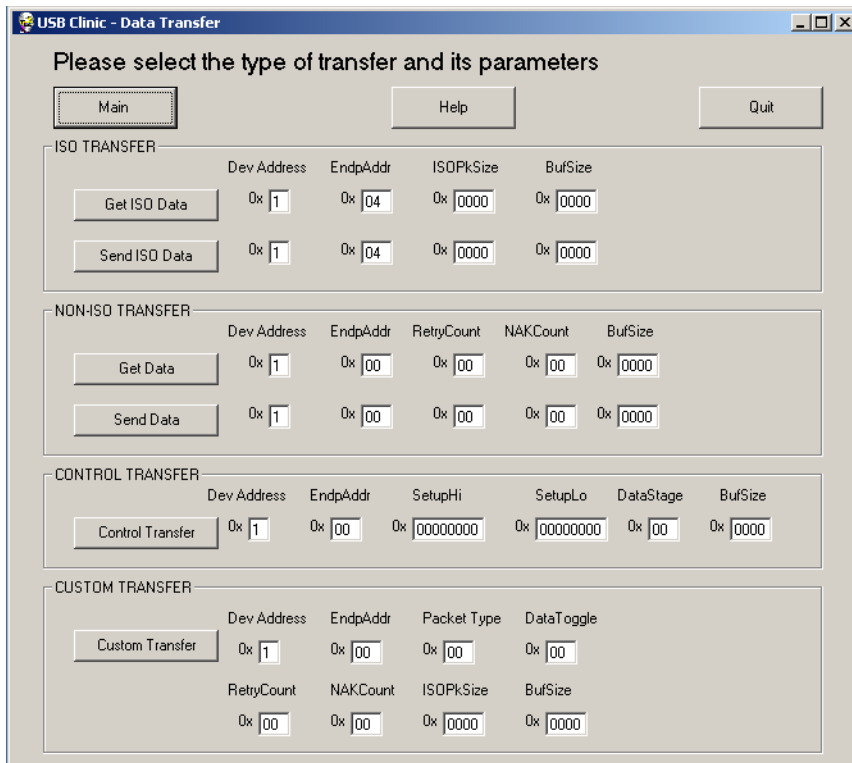 USB Clinic - Data Transfer
Please select the type of transfer and its parameters
Main Help Quit
ISO TRANSFER
Dev Address EndpAddr ISOPkSize BufSize
Get ISO Data 0x 1 0x 04 0x 0000 0x 0000
Send ISO Data 0x 1 0x 04 0x 0000 0x 0000
NON-ISO TRANSFER
Dev Address EndpAddr RetryCount NAKCount BufSize
Get Data 0x 1 0x 00 0x 00 0x 00 0x 0000
Send Data 0x 1 0x 00 0x 00 0x 00 0x 0000
CONTROL TRANSFER
Dev Address EndpAddr SetupHi SetupLo DataStage BufSize
Control Transfer 0x 1 0x 00 0x 00000000 0x 00000000 0x 00 0x 0000
CUSTOM TRANSFER
Dev Address EndpAddr Packet Type DataToggle
Custom Transfer 0x 1 0x 00 0x 00 0x 00
RetryCount NAKCount ISOPkSize BufSize
0x 00 0x 00 0x 0000 0x 0000